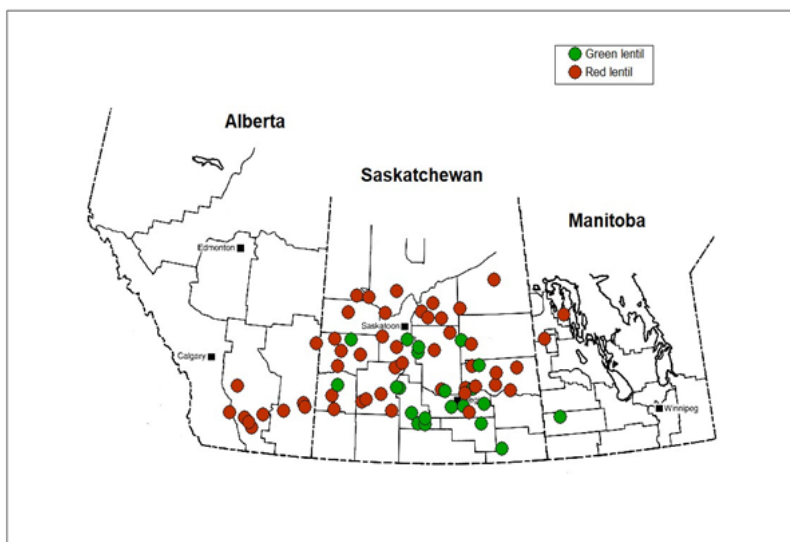 Green lentil
Red lentil
Alberta
Saskatchewan
Manitoba
Edmonton
Saskatoon
Calgary
Winnipeg